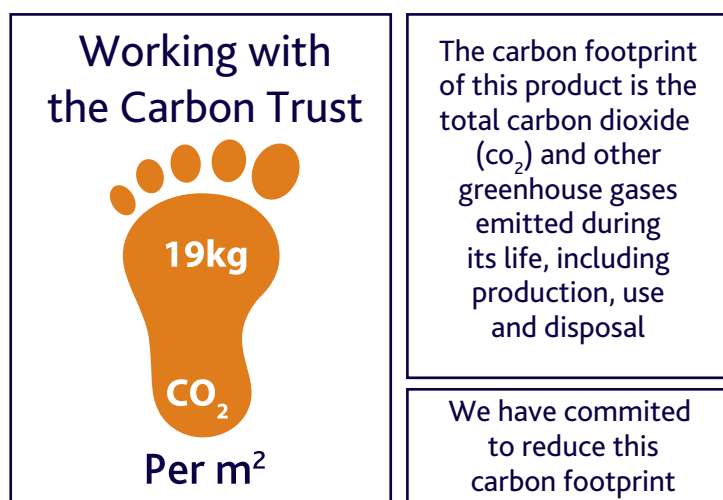 Working with
the Carbon Trust
19kg
CO₂
Per m²
The carbon footprint
of this product is the
total carbon dioxide
(co₂) and other
greenhouse gases
emitted during
its life, including
production, use
and disposal
We have commited
to reduce this
carbon footprint